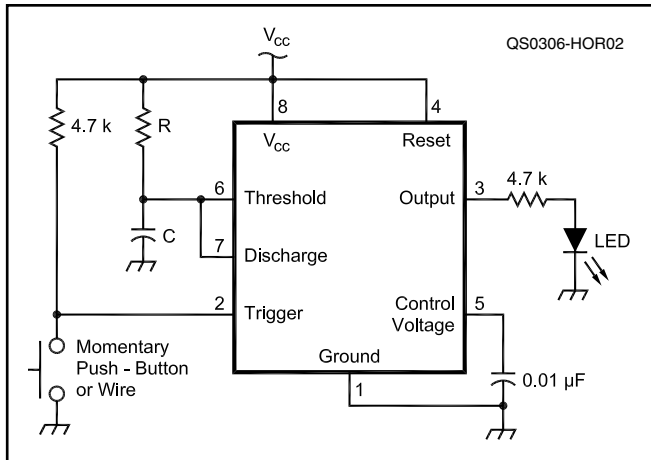 QS0306-HOR02
VCC
4.7 k
R
8
4
VCC
Reset
6
Threshold
Output
3
4.7 k
C
7
Discharge
LED
2
Trigger
Control
Voltage
5
Momentary
Push - Button
or Wire
Ground
1
0.01 µF